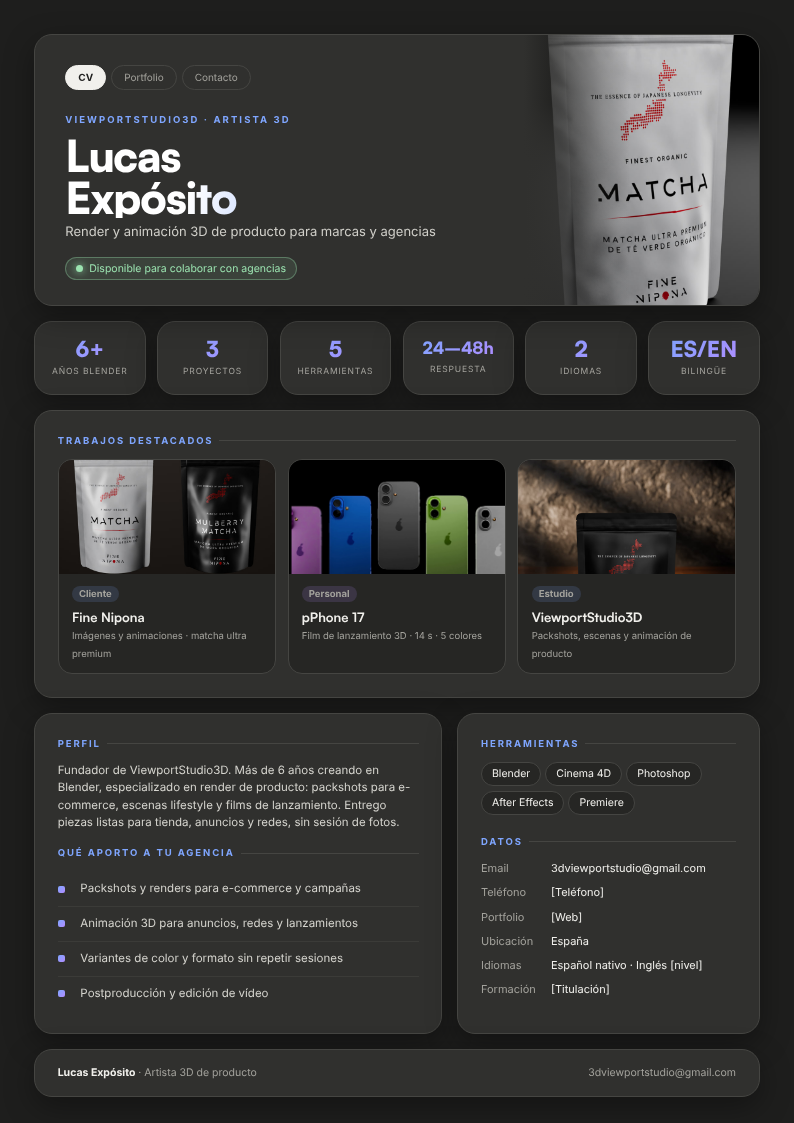 CV
Portfolio
Contacto
VIEWPORTSTUDIO3D · ARTISTA 3D
Lucas
Expósito
Render y animación 3D de producto para marcas y agencias
Disponible para colaborar con agencias
THE ESSENCE OF JAPANESE LONGEVITY
FINEST ORGANIC
MATCHA
MATCHA ULTRA PREMIUM
DE TÉ VERDE ORGÁNICO
FINE
NIPONA
6+
AÑOS BLENDER
3
PROYECTOS
5
HERRAMIENTAS
24—48h
RESPUESTA
2
IDIOMAS
ES/EN
BILINGÜE
TRABAJOS DESTACADOS
MATCHA
FINE
NIPONA
MULBERRY
MATCHA
FINE
NIPONA
Cliente
Fine Nipona
Imágenes y animaciones · matcha ultra
premium
Personal
pPhone 17
Film de lanzamiento 3D · 14 s · 5 colores
Estudio
ViewportStudio3D
Packshots, escenas y animación de
producto
PERFIL
Fundador de ViewportStudio3D. Más de 6 años creando en
Blender, especializado en render de producto: packshots para e-
commerce, escenas lifestyle y films de lanzamiento. Entrego
piezas listas para tienda, anuncios y redes, sin sesión de fotos.
QUÉ APORTO A TU AGENCIA
Packshots y renders para e-commerce y campañas
Animación 3D para anuncios, redes y lanzamientos
Variantes de color y formato sin repetir sesiones
Postproducción y edición de vídeo
HERRAMIENTAS
Blender
Cinema 4D
Photoshop
After Effects
Premiere
DATOS
Email 3dviewportstudio@gmail.com
Teléfono [Teléfono]
Portfolio [Web]
Ubicación España
Idiomas Español nativo · Inglés [nivel]
Formación [Titulación]
Lucas Expósito · Artista 3D de producto
3dviewportstudio@gmail.com